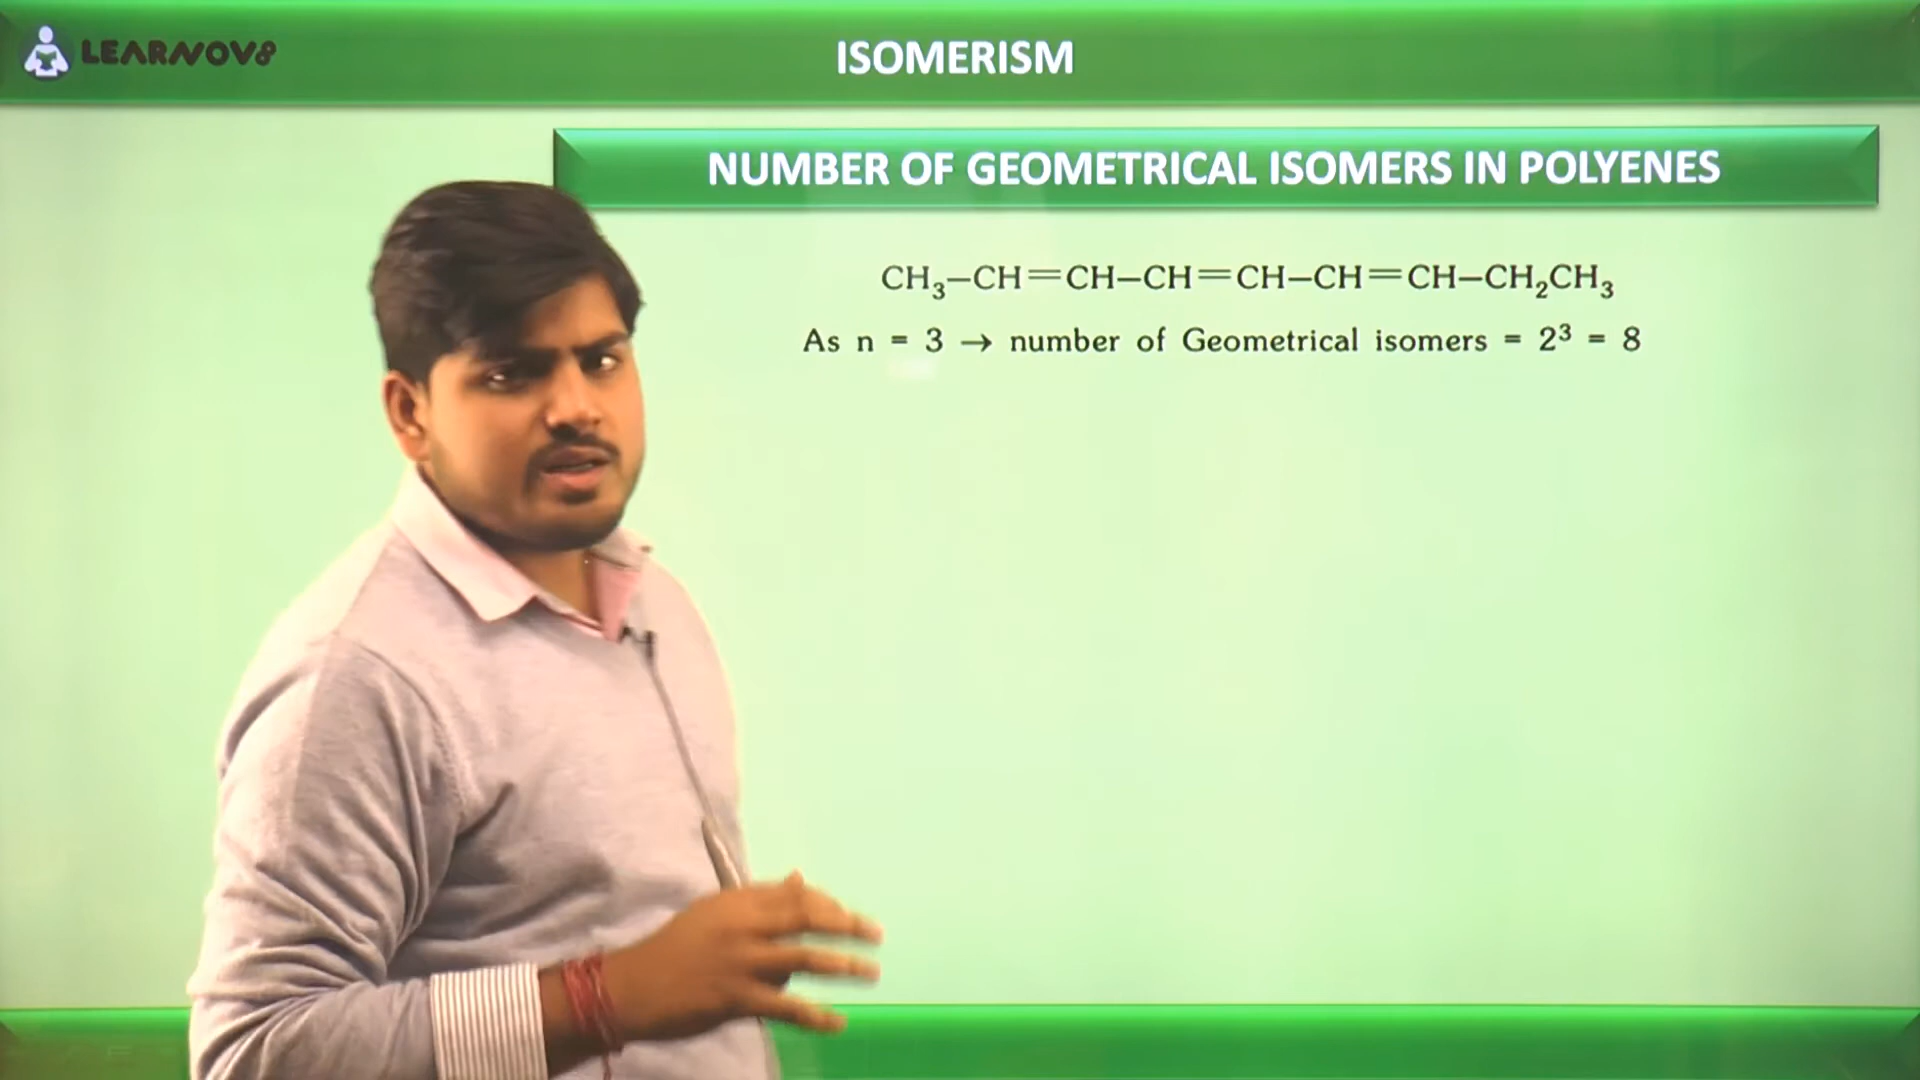 LEARNOV8
ISOMERISM
NUMBER OF GEOMETRICAL ISOMERS IN POLYENES
CH₃–CH=CH–CH=CH–CH=CH–CH₂CH₃
As n = 3 → number of Geometrical isomers = 2³ = 8